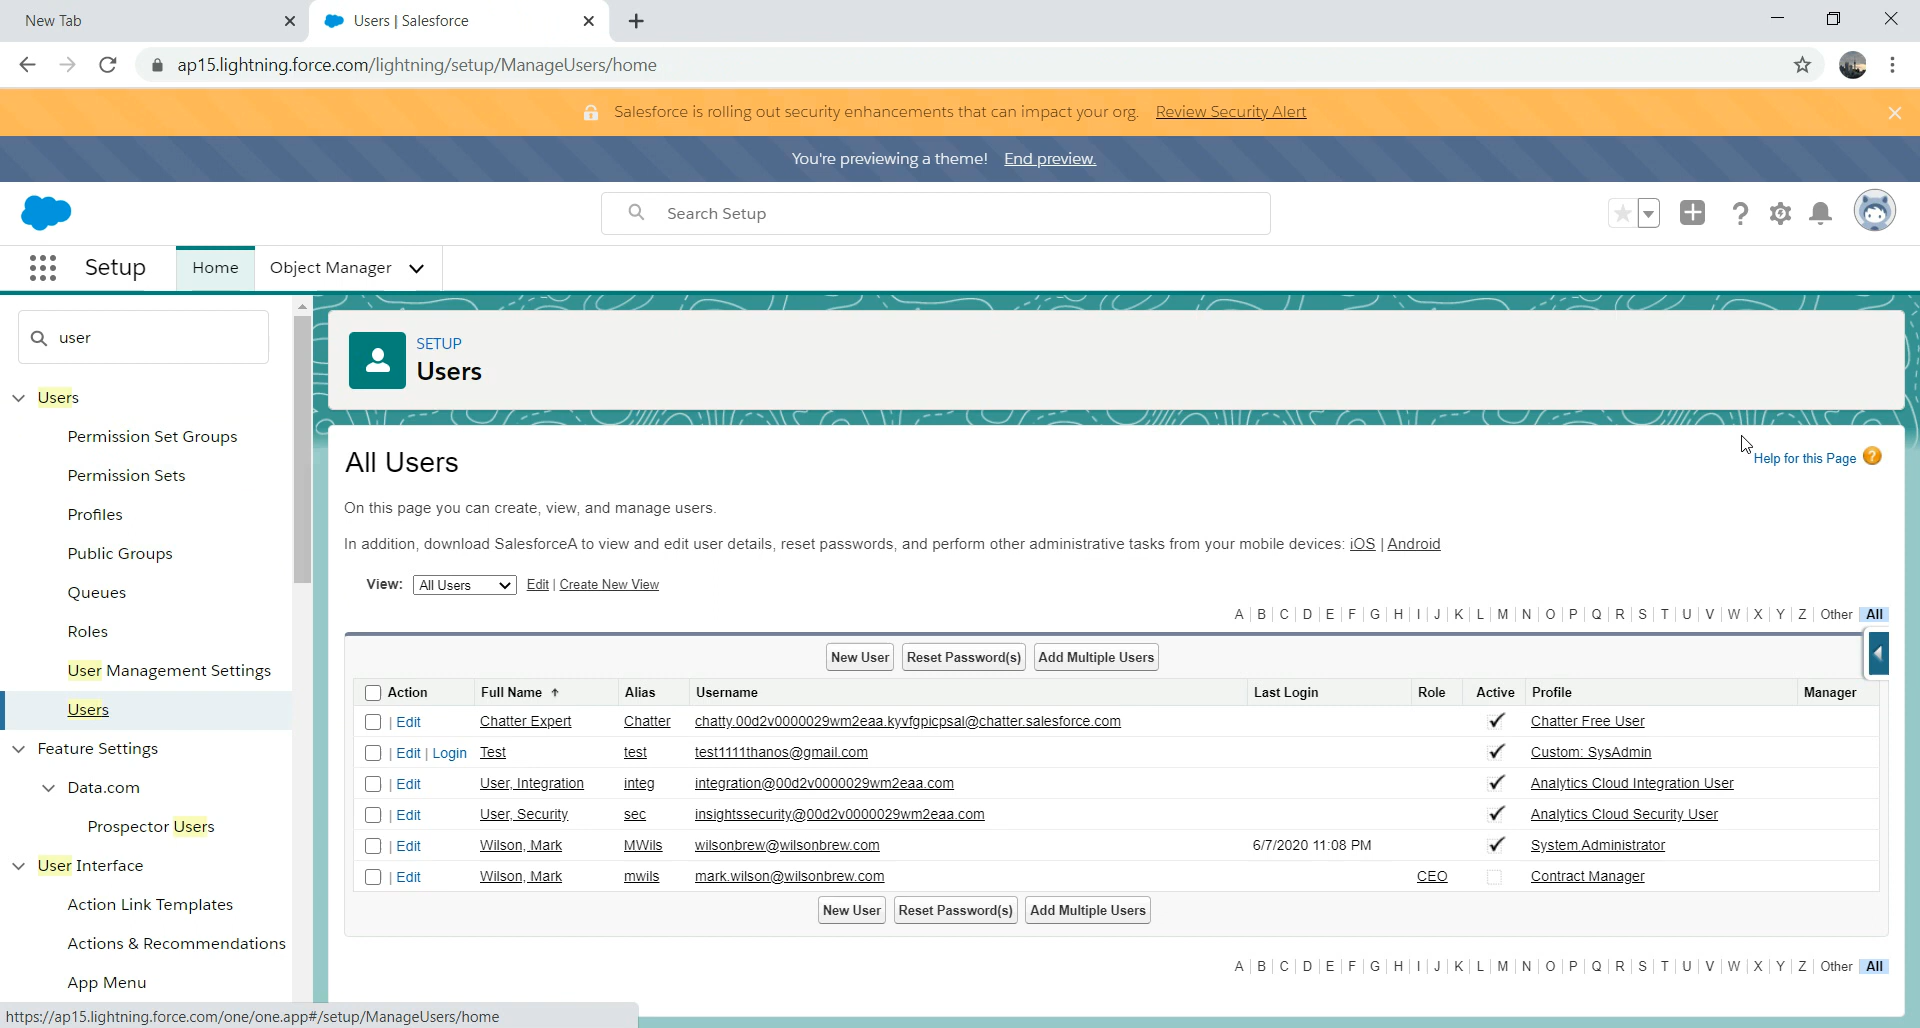 New Tab
Users | Salesforce
ap15.lightning.force.com/lightning/setup/ManageUsers/home
Salesforce is rolling out security enhancements that can impact your org. Review Security Alert
You're previewing a theme! End preview.
Search Setup
Setup Home Object Manager
user
SETUP
Users
Users
Permission Set Groups
Permission Sets
Profiles
Public Groups
Queues
Roles
User Management Settings
Users
Feature Settings
Data.com
Prospector Users
User Interface
Action Link Templates
Actions & Recommendations
App Menu
All Users
Help for this Page ?
On this page you can create, view, and manage users.
In addition, download SalesforceA to view and edit user details, reset passwords, and perform other administrative tasks from your mobile devices: iOS | Android
View: All Users Edit | Create New View
A | B | C | D | E | F | G | H | I | J | K | L | M | N | O | P | Q | R | S | T | U | V | W | X | Y | Z | Other All
New User Reset Password(s) Add Multiple Users
Action Full Name Alias Username Last Login Role Active Profile Manager
| Edit Chatter Expert Chatter chatty.00d2v0000029wm2eaa.kyvfgpicpsal@chatter.salesforce.com Chatter Free User
| Edit | Login Test test test1111thanos@gmail.com Custom: SysAdmin
| Edit User, Integration integ integration@00d2v0000029wm2eaa.com Analytics Cloud Integration User
| Edit User, Security sec insightssecurity@00d2v0000029wm2eaa.com Analytics Cloud Security User
| Edit Wilson, Mark MWils wilsonbrew@wilsonbrew.com 6/7/2020 11:08 PM System Administrator
| Edit Wilson, Mark mwils mark.wilson@wilsonbrew.com CEO Contract Manager
New User Reset Password(s) Add Multiple Users
A | B | C | D | E | F | G | H | I | J | K | L | M | N | O | P | Q | R | S | T | U | V | W | X | Y | Z | Other All
https://ap15.lightning.force.com/one/one.app#/setup/ManageUsers/home